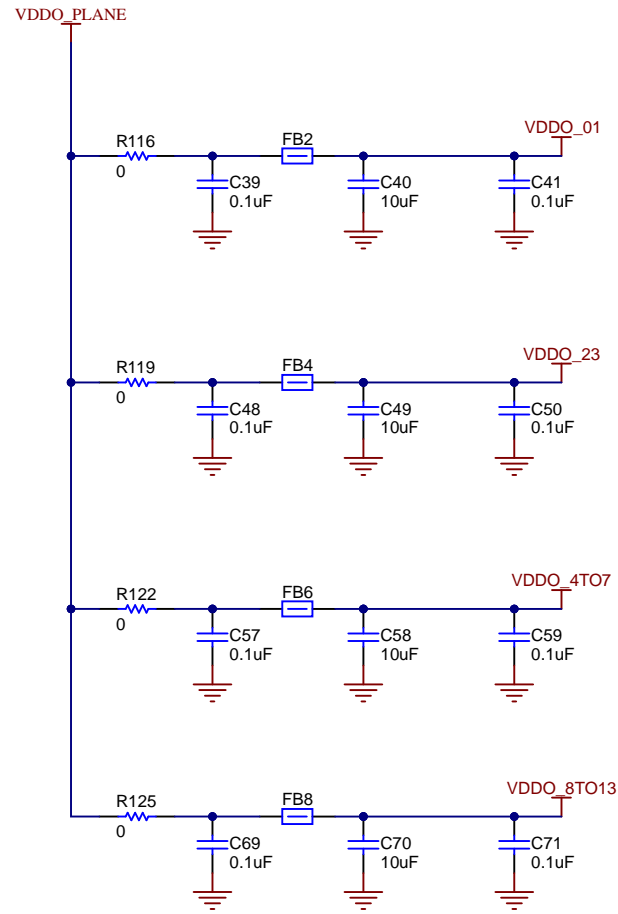 VDDO_PLANE
VDDO_01
R116
FB2
0
C39
C40
C41
0.1uF
10uF
0.1uF
VDDO_23
R119
FB4
0
C48
C49
C50
0.1uF
10uF
0.1uF
VDDO_4TO7
R122
FB6
0
C57
C58
C59
0.1uF
10uF
0.1uF
VDDO_8TO13
R125
FB8
0
C69
C70
C71
0.1uF
10uF
0.1uF